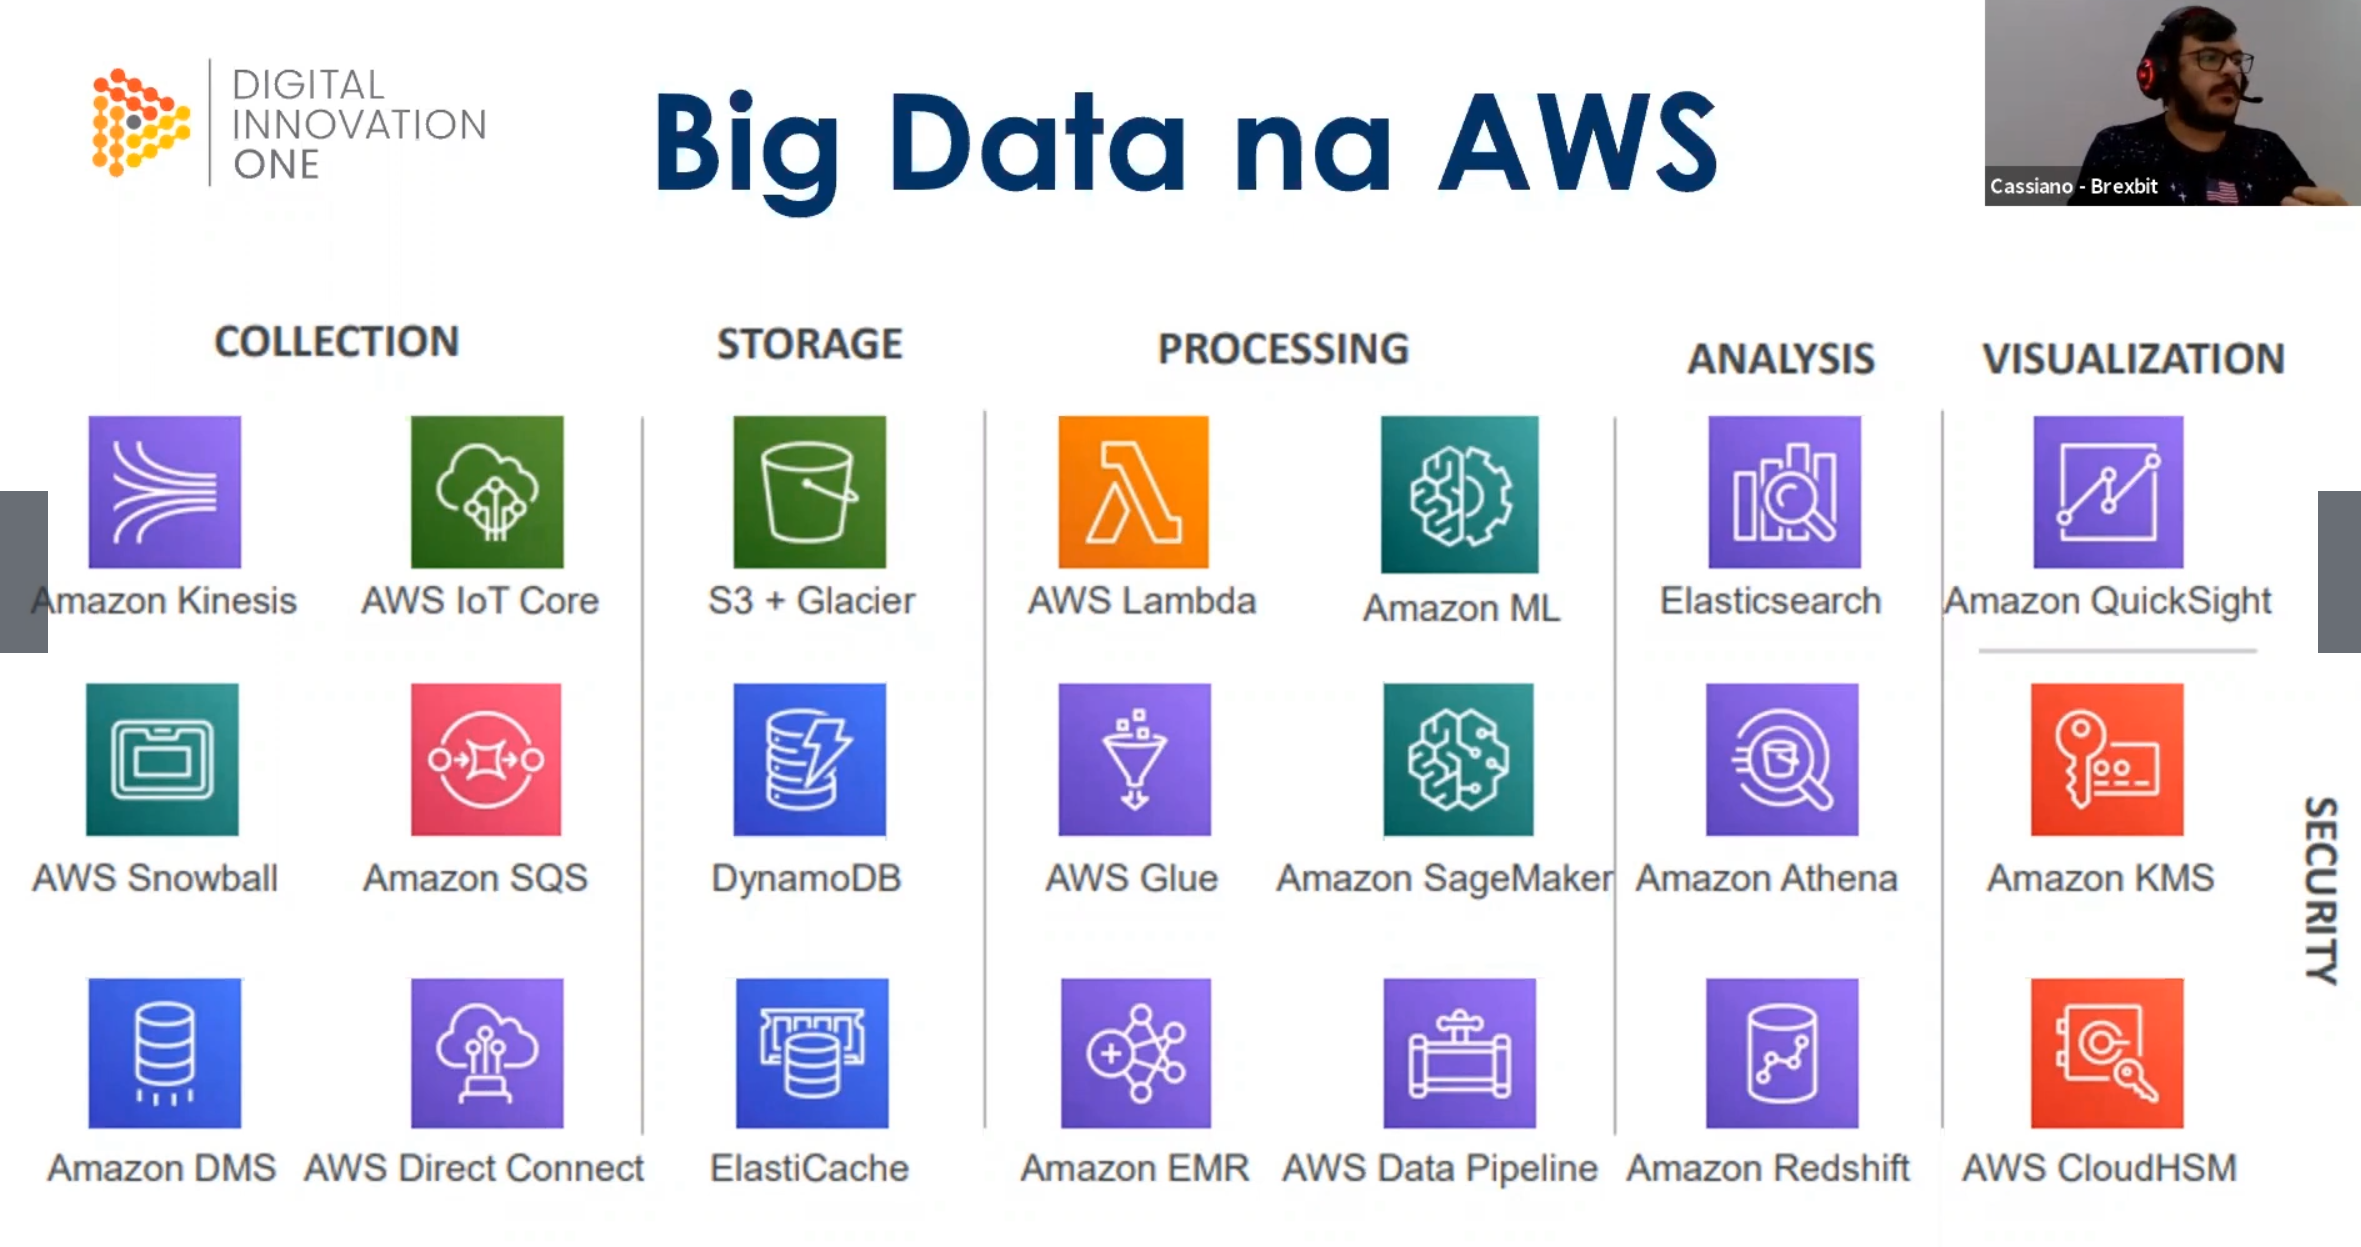 DIGITAL
INNOVATION
ONE
Big Data na AWS
Cassiano - Brexbit
COLLECTION
STORAGE
PROCESSING
ANALYSIS
VISUALIZATION
Amazon Kinesis
AWS IoT Core
S3 + Glacier
AWS Lambda
Amazon ML
Elasticsearch
Amazon QuickSight
AWS Snowball
Amazon SQS
DynamoDB
AWS Glue
Amazon SageMaker
Amazon Athena
Amazon KMS
SECURITY
Amazon DMS
AWS Direct Connect
ElastiCache
Amazon EMR
AWS Data Pipeline
Amazon Redshift
AWS CloudHSM